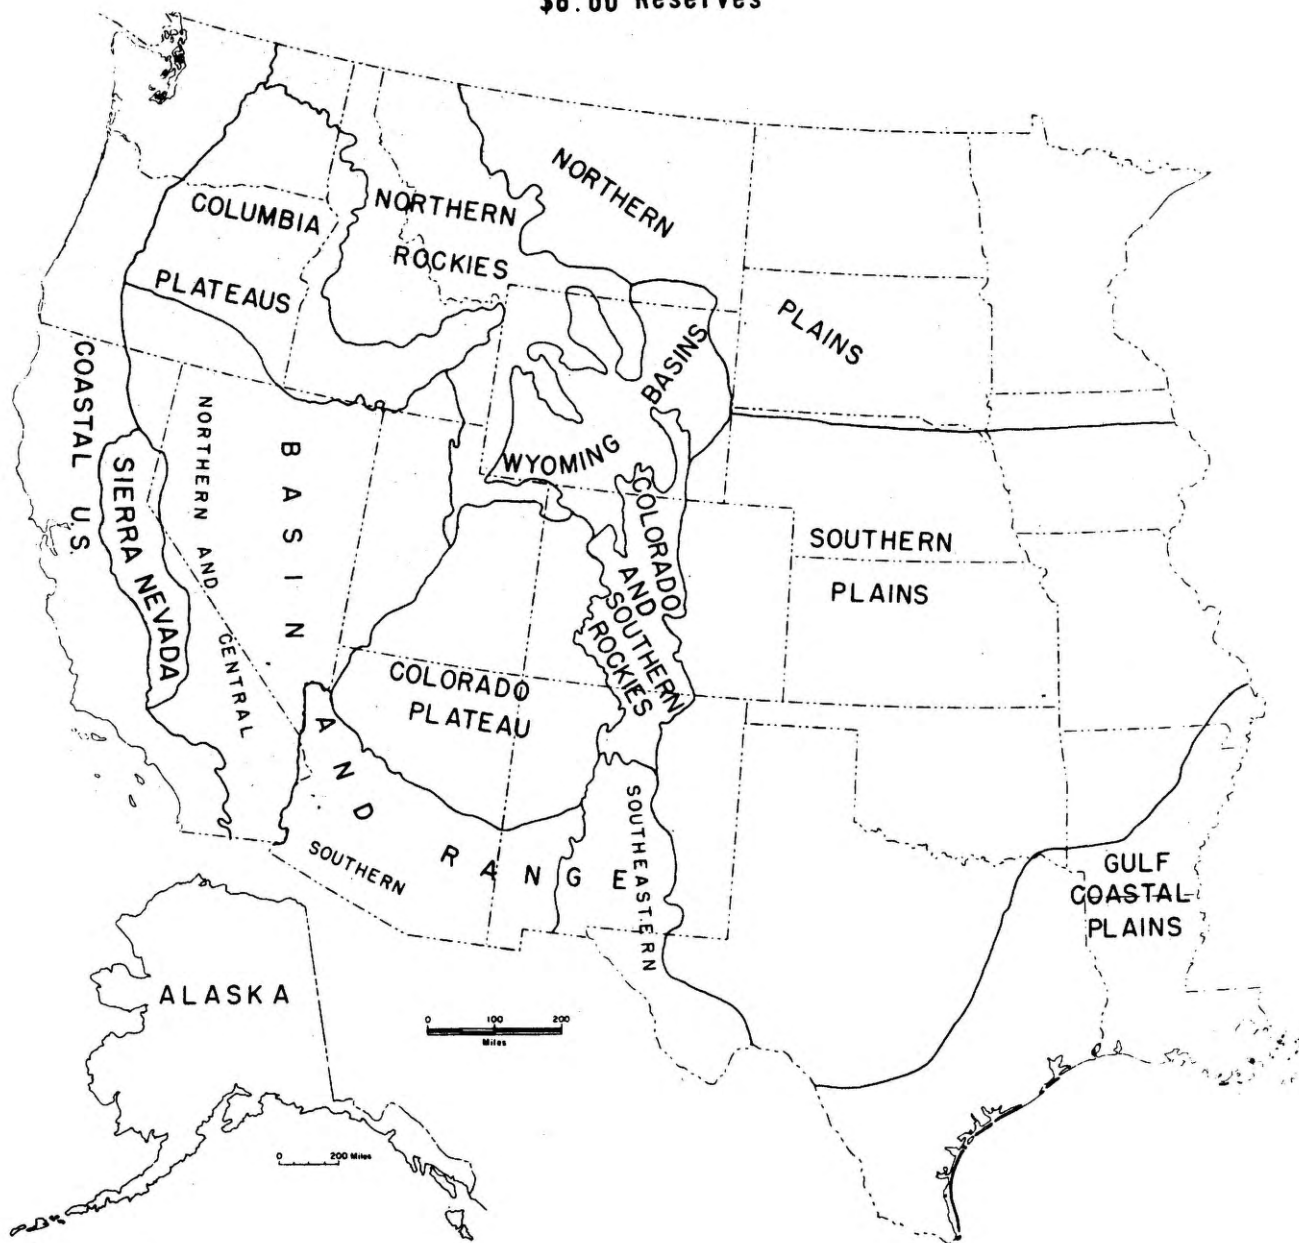 $8.00 Reserves
NORTHERN
PLAINS
COLUMBIA
PLATEAUS
NORTHERN
ROCKIES
WYOMING
BASINS
COASTAL U.S.
SIERRA NEVADA
NORTHERN AND
CENTRAL
BASIN
AND
RANGE
SOUTHERN
SOUTHEASTERN
COLORADO
AND
SOUTHERN
ROCKIES
COLORADO
PLATEAU
SOUTHERN
PLAINS
GULF
COASTAL
PLAINS
ALASKA
0 100 200
Miles
0 200 Miles